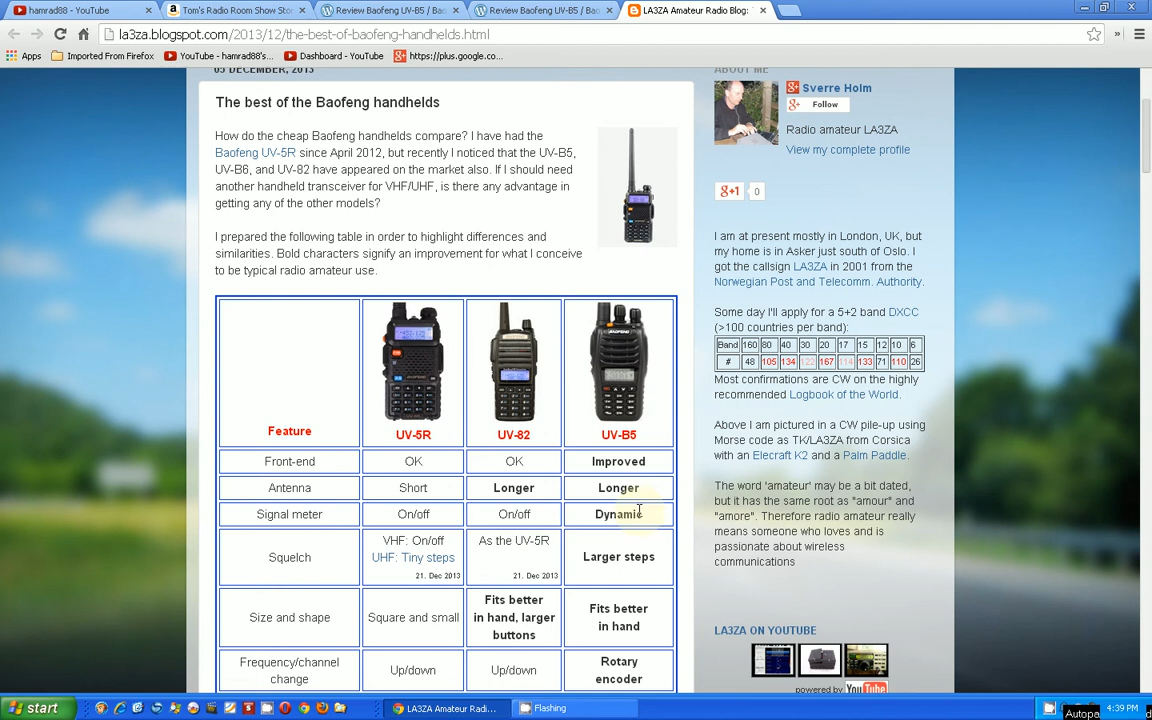 hamrad88 - YouTube
Tom's Radio Room Show Sto
Review Baofeng UV-B5 / Ba
Review Baofeng UV-B5 / Bao
LA3ZA Amateur Radio Blog:
la3za.blogspot.com/2013/12/the-best-of-baofeng-handhelds.html
Apps
Imported From Firefox
YouTube - hamrad88's...
Dashboard - YouTube
https://plus.google.co...
05 DECEMBER, 2013
The best of the Baofeng handhelds
How do the cheap Baofeng handhelds compare? I have had the
Baofeng UV-5R since April 2012, but recently I noticed that the UV-B5,
UV-B6, and UV-82 have appeared on the market also. If I should need
another handheld transceiver for VHF/UHF, is there any advantage in
getting any of the other models?
I prepared the following table in order to highlight differences and
similarities. Bold characters signify an improvement for what I conceive
to be typical radio amateur use.
Feature UV-5R UV-82 UV-B5
Front-end OK OK Improved
Antenna Short Longer Longer
Signal meter On/off On/off Dynamic
Squelch
VHF: On/off
UHF: Tiny steps
21. Dec 2013
As the UV-5R
21. Dec 2013
Larger steps
Size and shape
Square and small
Fits better
in hand, larger
buttons
Fits better
in hand
Frequency/channel
change
Up/down
Up/down
Rotary
encoder
ABOUT ME
Sverre Holm
Follow
Radio amateur LA3ZA
View my complete profile
+1 0
I am at present mostly in London, UK, but
my home is in Asker just south of Oslo. I
got the callsign LA3ZA in 2001 from the
Norwegian Post and Telecomm. Authority.
Some day I'll apply for a 5+2 band DXCC
(>100 countries per band):
Band 160 80 40 30 20 17 15 12 10 6
# 48 105 134 122 167 114 133 71 110 26
Most confirmations are CW on the highly
recommended Logbook of the World.
Above I am pictured in a CW pile-up using
Morse code as TK/LA3ZA from Corsica
with an Elecraft K2 and a Palm Paddle.
The word 'amateur' may be a bit dated,
but it has the same root as "amour" and
"amore". Therefore radio amateur really
means someone who loves and is
passionate about wireless
communications
LA3ZA ON YOUTUBE
powered by YouTube
start
LA3ZA Amateur Radi...
Flashing
4:39 PM
Autopa